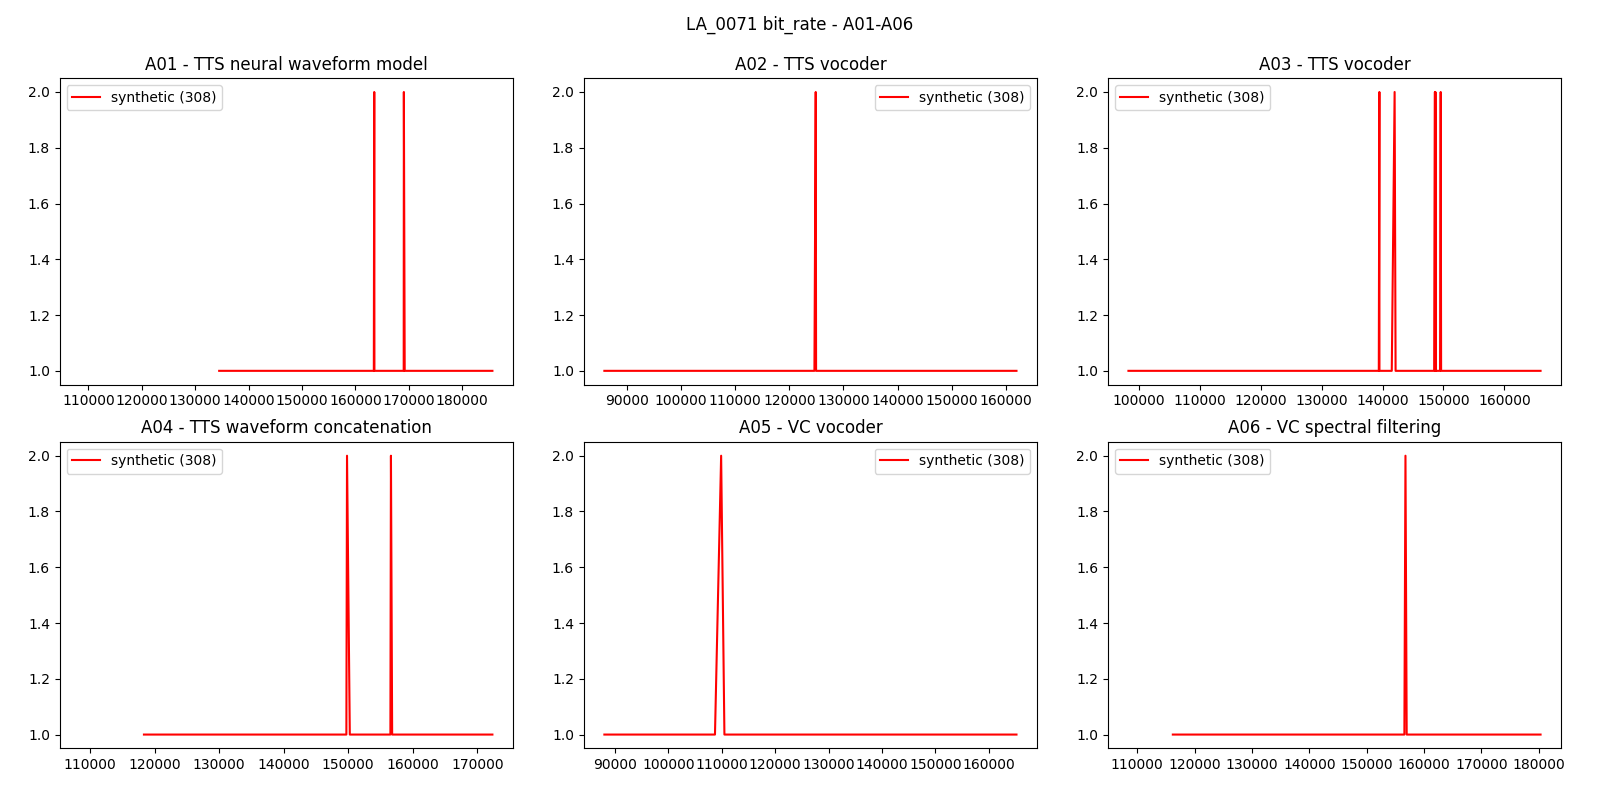 LA_0071 bit_rate - A01-A06
A01 - TTS neural waveform model
synthetic (308)
2.0
1.8
1.6
1.4
1.2
1.0
110000 120000 130000 140000 150000 160000 170000 180000
A02 - TTS vocoder
synthetic (308)
2.0
1.8
1.6
1.4
1.2
1.0
90000 100000 110000 120000 130000 140000 150000 160000
A03 - TTS vocoder
synthetic (308)
2.0
1.8
1.6
1.4
1.2
1.0
100000 110000 120000 130000 140000 150000 160000
A04 - TTS waveform concatenation
synthetic (308)
2.0
1.8
1.6
1.4
1.2
1.0
110000 120000 130000 140000 150000 160000 170000
A05 - VC vocoder
synthetic (308)
2.0
1.8
1.6
1.4
1.2
1.0
90000 100000 110000 120000 130000 140000 150000 160000
A06 - VC spectral filtering
synthetic (308)
2.0
1.8
1.6
1.4
1.2
1.0
110000 120000 130000 140000 150000 160000 170000 180000